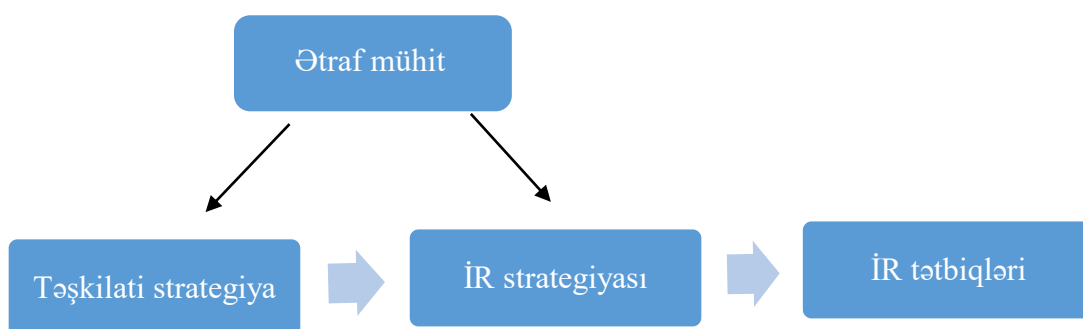 Ətraf mühit
Təşkilati strategiya
İR strategiyası
İR tətbiqləri